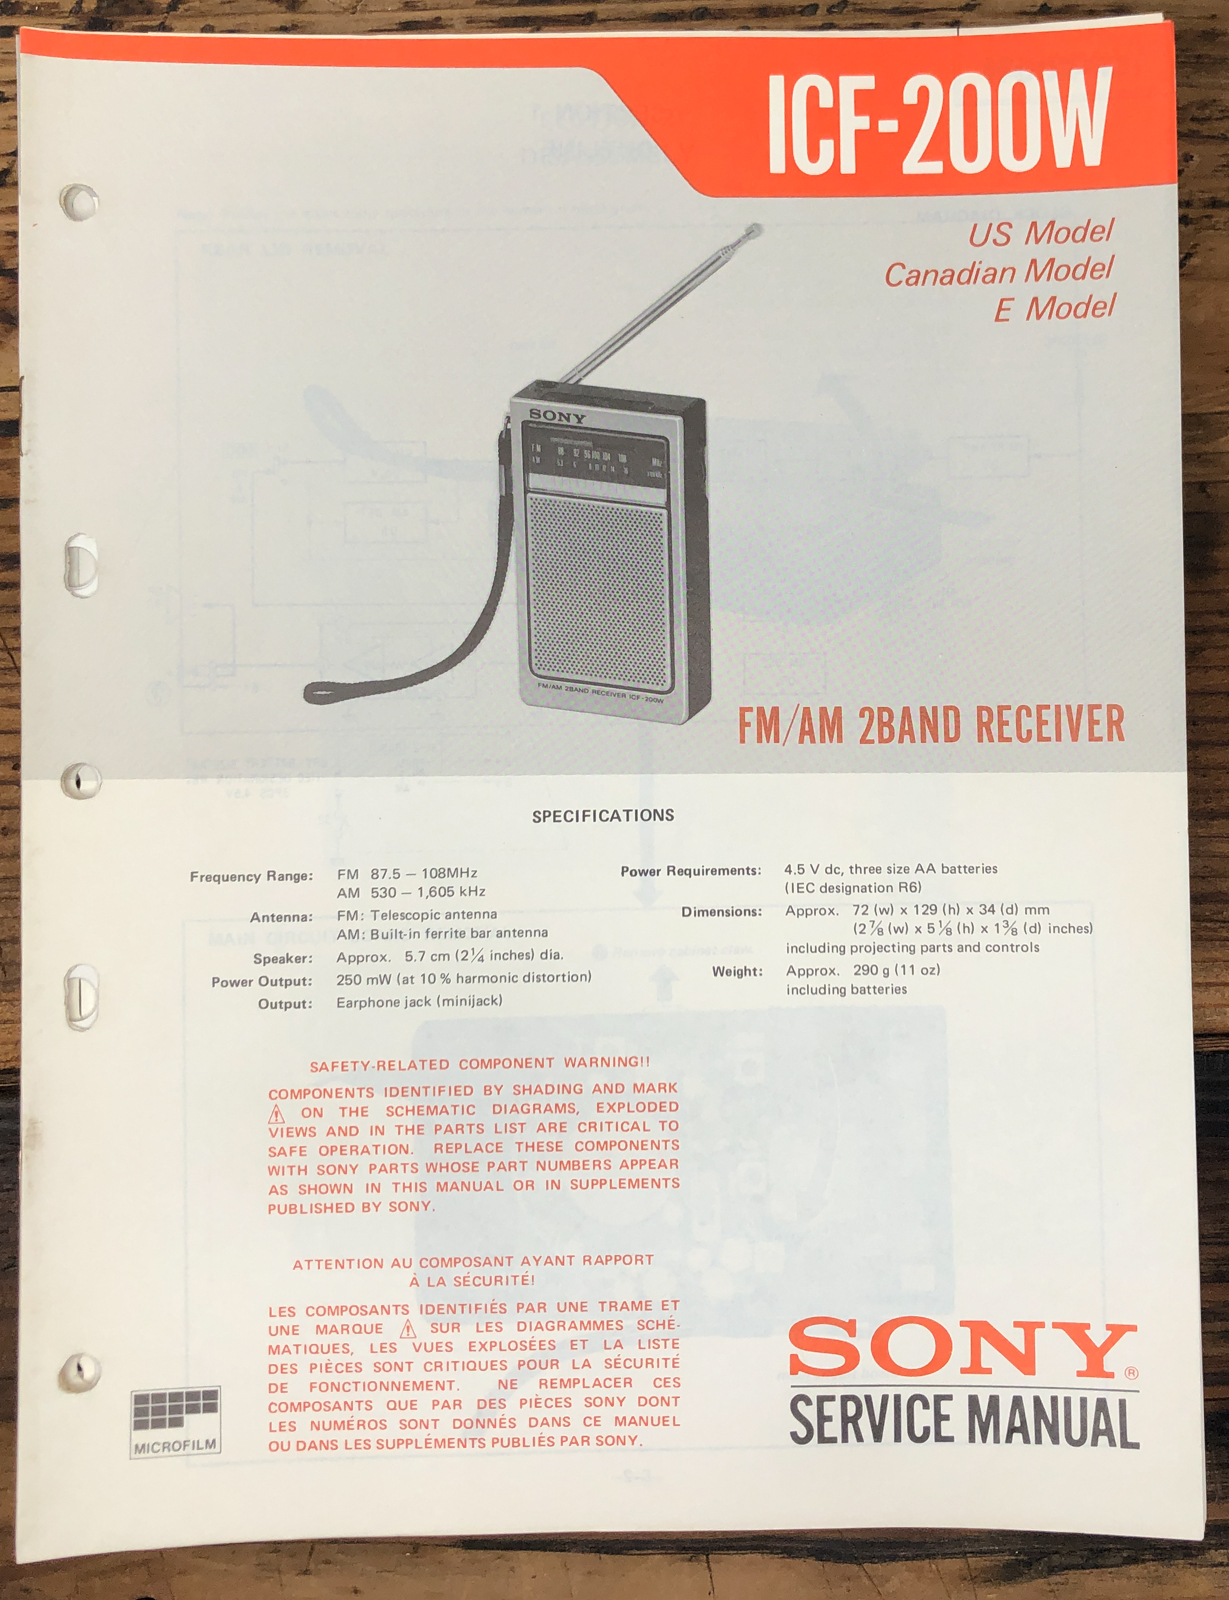 ICF-200W
US Model
Canadian Model
E Model
SONY
FM 88 92 96 100 104 108 MHz
FM/AM 2BAND RECEIVER ICF-200W
FM/AM 2BAND RECEIVER
SPECIFICATIONS
Frequency Range: FM 87.5 – 108MHz
AM 530 – 1,605 kHz
Antenna: FM: Telescopic antenna
AM: Built-in ferrite bar antenna
Speaker: Approx. 5.7 cm (2¼ inches) dia.
Power Output: 250 mW (at 10 % harmonic distortion)
Output: Earphone jack (minijack)
Power Requirements: 4.5 V dc, three size AA batteries
(IEC designation R6)
Dimensions: Approx. 72 (w) x 129 (h) x 34 (d) mm
(2⅞ (w) x 5⅛ (h) x 1⅜ (d) inches)
including projecting parts and controls
Weight: Approx. 290 g (11 oz)
including batteries
SAFETY-RELATED COMPONENT WARNING!!
COMPONENTS IDENTIFIED BY SHADING AND MARK
⚠ ON THE SCHEMATIC DIAGRAMS, EXPLODED
VIEWS AND IN THE PARTS LIST ARE CRITICAL TO
SAFE OPERATION. REPLACE THESE COMPONENTS
WITH SONY PARTS WHOSE PART NUMBERS APPEAR
AS SHOWN IN THIS MANUAL OR IN SUPPLEMENTS
PUBLISHED BY SONY.
ATTENTION AU COMPOSANT AYANT RAPPORT
À LA SÉCURITÉ!
LES COMPOSANTS IDENTIFIÉS PAR UNE TRAME ET
UNE MARQUE ⚠ SUR LES DIAGRAMMES SCHÉ-
MATIQUES, LES VUES EXPLOSÉES ET LA LISTE
DES PIÈCES SONT CRITIQUES POUR LA SÉCURITÉ
DE FONCTIONNEMENT. NE REMPLACER CES
COMPOSANTS QUE PAR DES PIÈCES SONY DONT
LES NUMÉROS SONT DONNÉS DANS CE MANUEL
OU DANS LES SUPPLÉMENTS PUBLIÉS PAR SONY.
MICROFILM
SONY®
SERVICE MANUAL